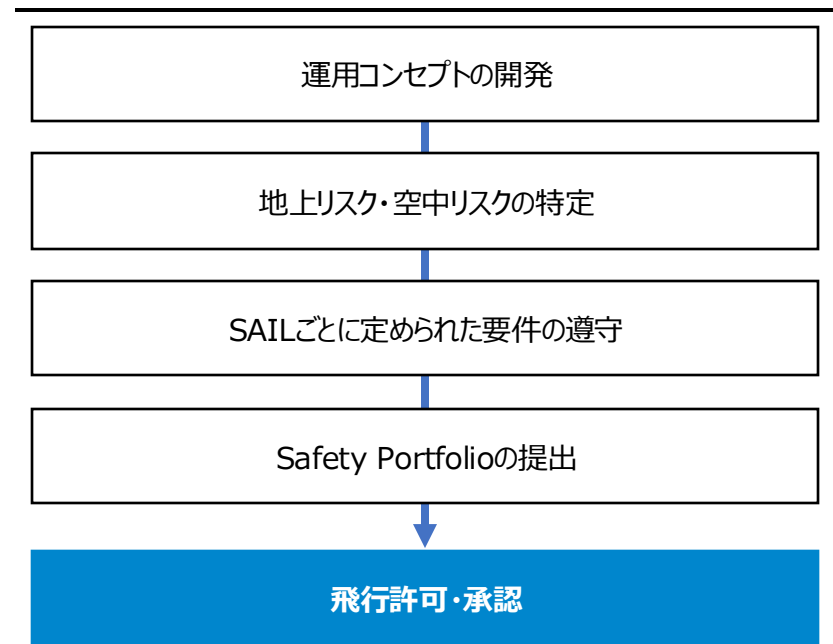 運用コンセプトの開発
地上リスク・空中リスクの特定
SAILごとに定められた要件の遵守
Safety Portfolioの提出
飛行許可・承認